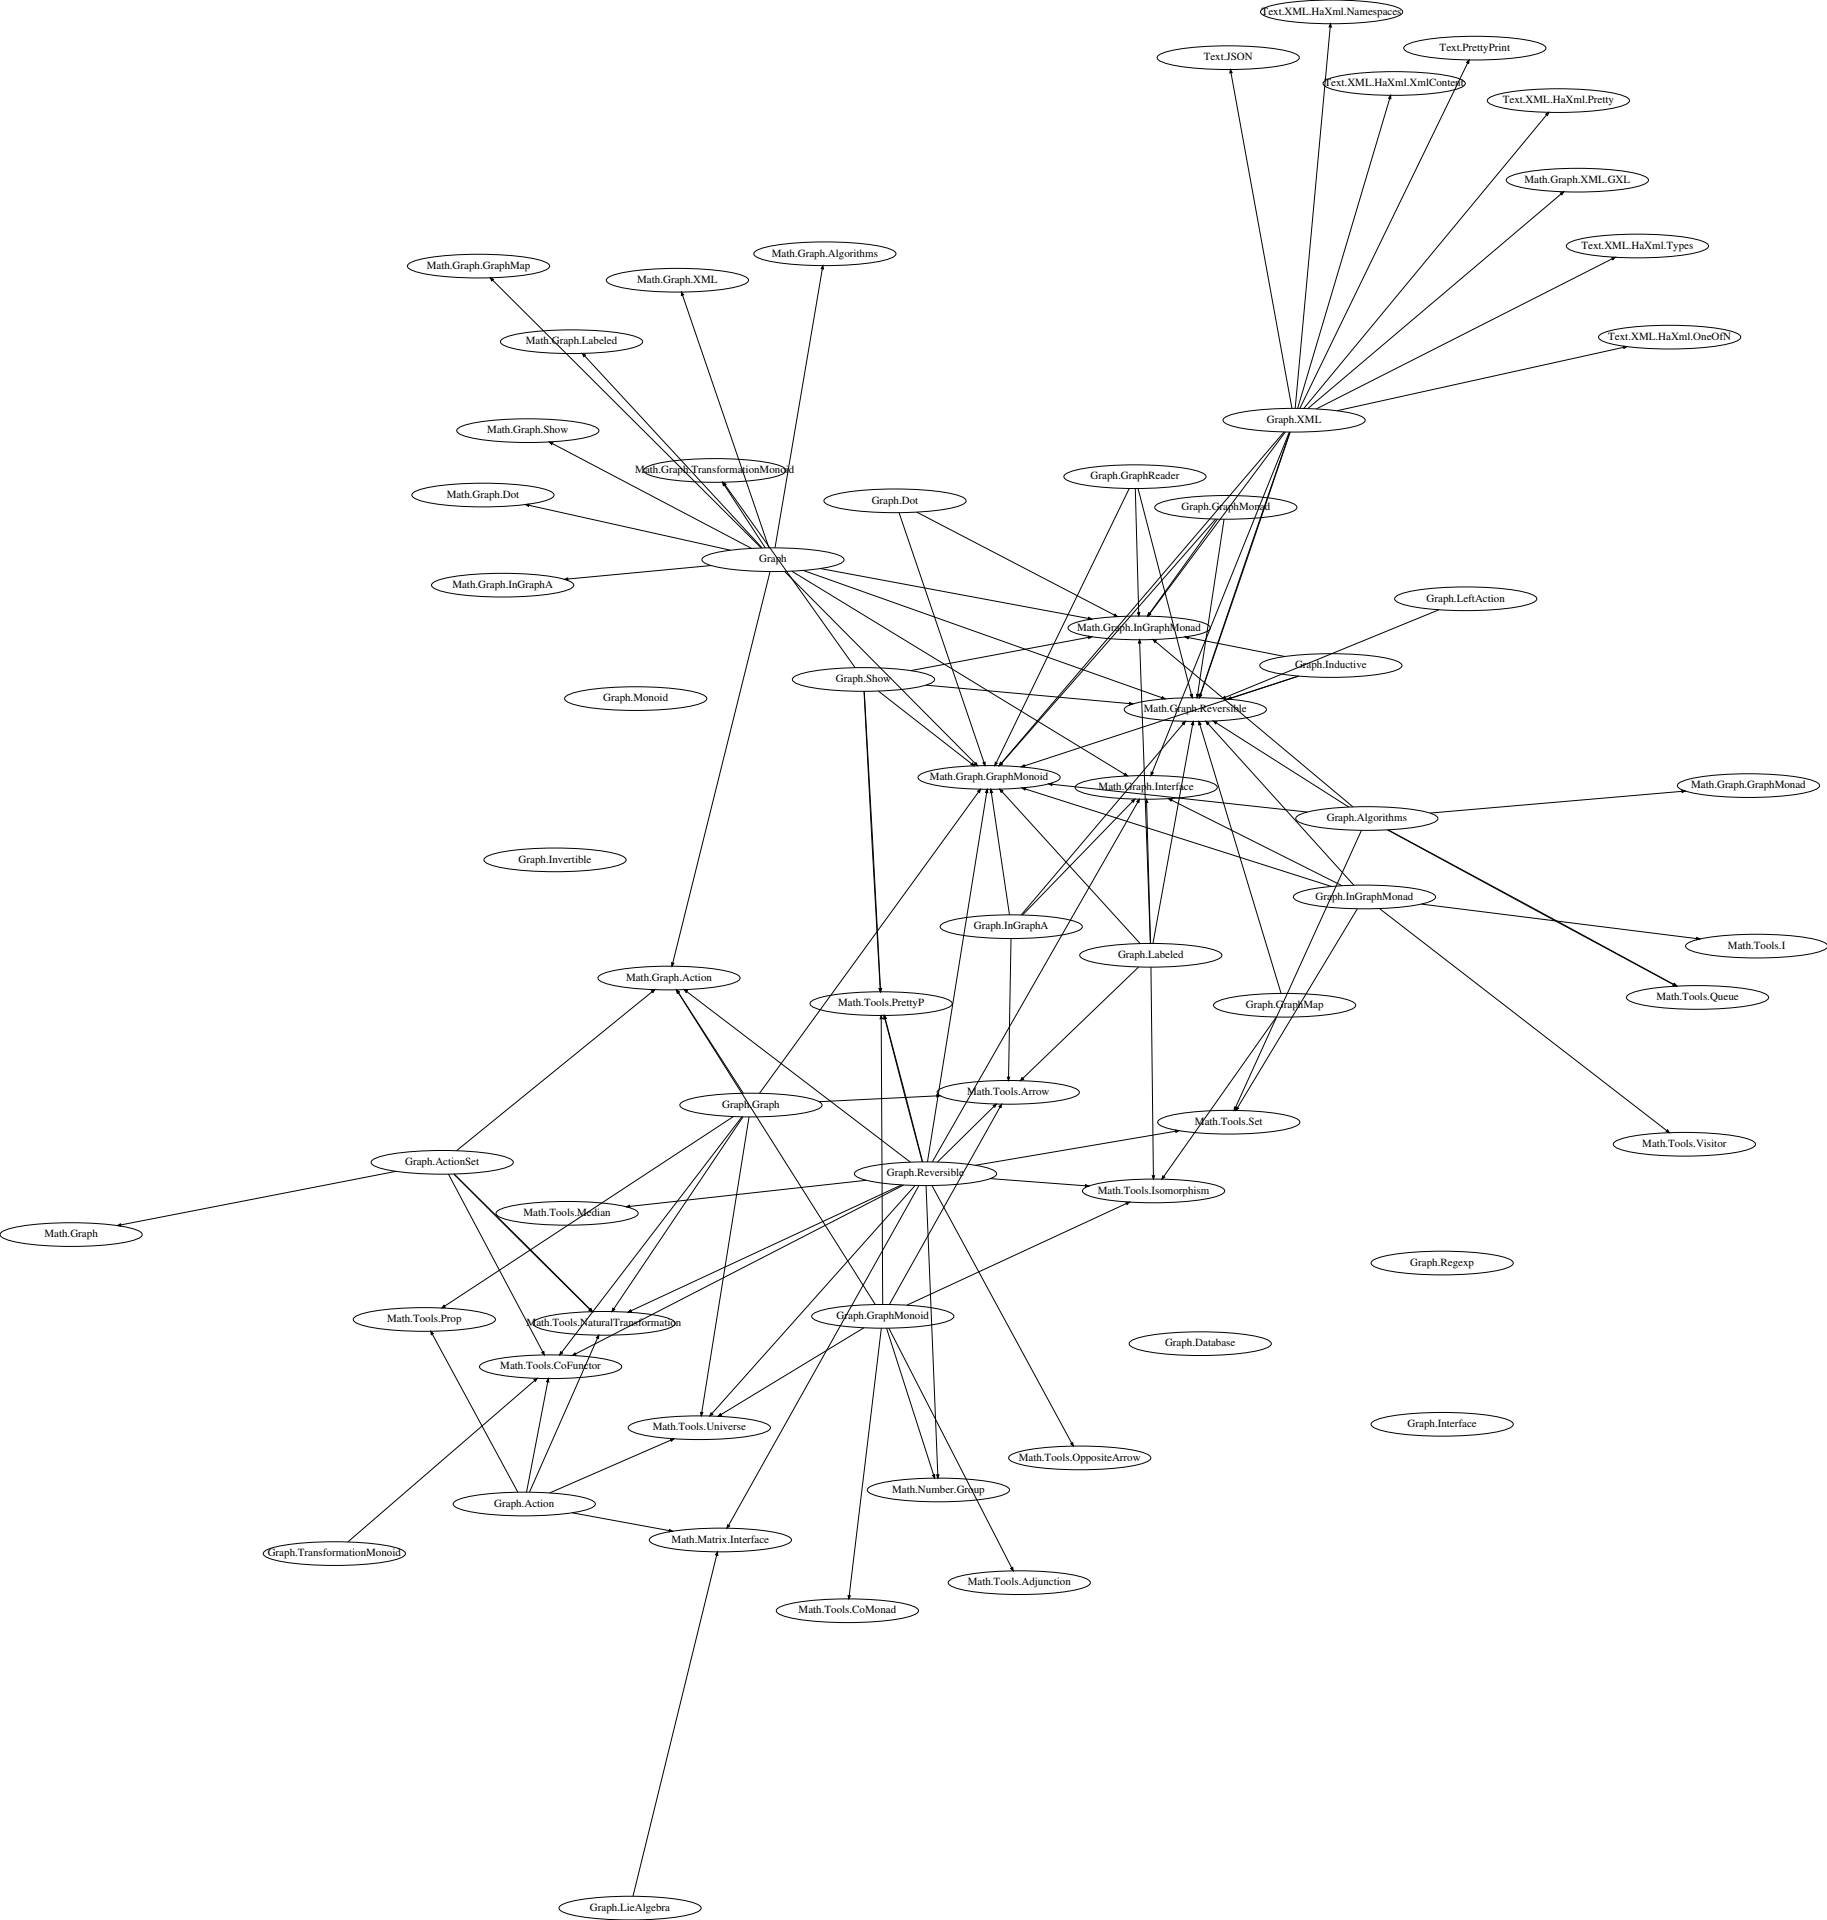 Text.XML.HaXml.Namespaces
Text.PrettyPrint
Text.JSON
Text.XML.HaXml.XmlContent
Text.XML.HaXml.Pretty
Math.Graph.XML.GXL
Text.XML.HaXml.Types
Math.Graph.Algorithms
Math.Graph.GraphMap
Math.Graph.XML
Text.XML.HaXml.OneOfN
Math.Graph.Labeled
Graph.XML
Math.Graph.Show
Math.Graph.TransformationMonoid
Graph.GraphReader
Math.Graph.Dot
Graph.Dot
Graph.GraphMonad
Graph
Math.Graph.InGraphA
Graph.LeftAction
Math.Graph.InGraphMonad
Graph.Inductive
Graph.Show
Graph.Monoid
Math.Graph.Reversible
Math.Graph.GraphMonoid
Math.Graph.Interface
Math.Graph.GraphMonad
Graph.Algorithms
Graph.Invertible
Graph.InGraphMonad
Graph.InGraphA
Math.Tools.I
Graph.Labeled
Math.Graph.Action
Math.Tools.Queue
Math.Tools.PrettyP
Graph.GraphMap
Math.Tools.Arrow
Graph.Graph
Math.Tools.Set
Math.Tools.Visitor
Graph.ActionSet
Graph.Reversible
Math.Tools.Isomorphism
Math.Tools.Median
Math.Graph
Graph.Regexp
Graph.GraphMonoid
Math.Tools.Prop
Math.Tools.NaturalTransformation
Graph.Database
Math.Tools.CoFunctor
Graph.Interface
Math.Tools.Universe
Math.Tools.OppositeArrow
Math.Number.Group
Graph.Action
Math.Matrix.Interface
Graph.TransformationMonoid
Math.Tools.Adjunction
Math.Tools.CoMonad
Graph.LieAlgebra